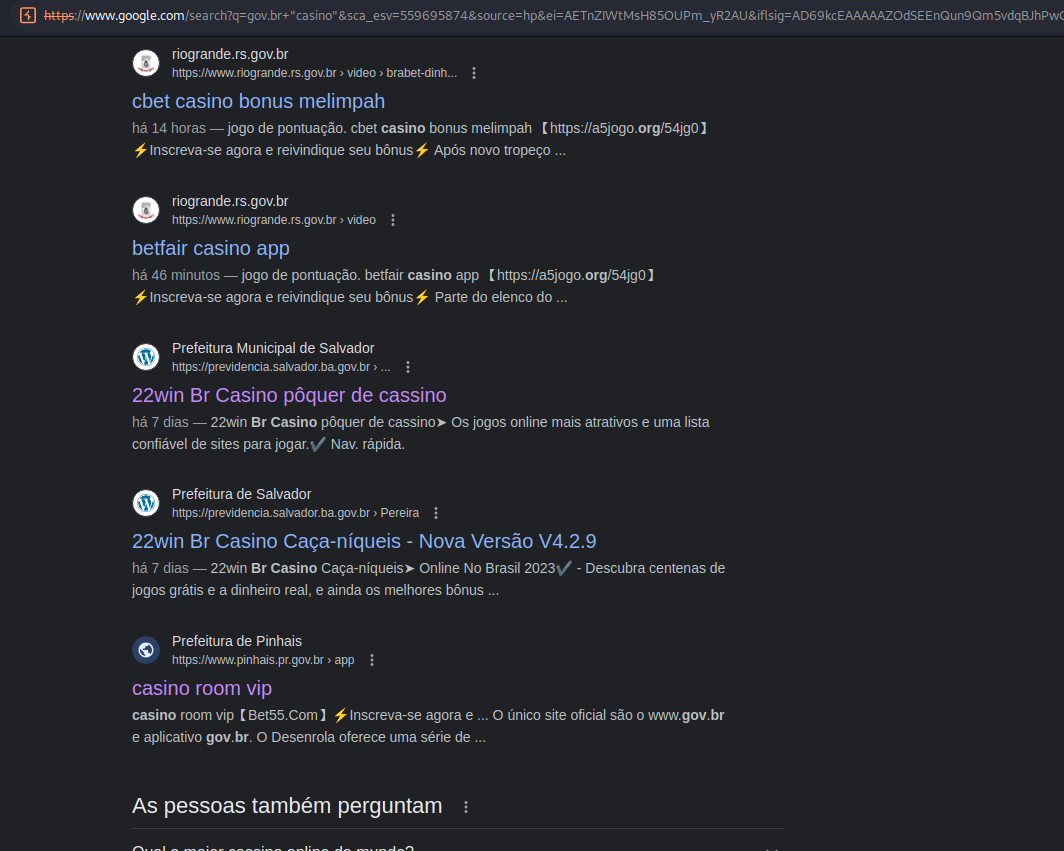 https://www.google.com/search?q=gov.br+"casino"&sca_esv=559695874&source=hp&ei=AETnZIWtMsH85OUPm_yR2AU&iflsig=AD69kcEAAAAAZOdSEEnQun9Qm5vdqBJhPwC
riogrande.rs.gov.br
https://www.riogrande.rs.gov.br › video › brabet-dinh...
cbet casino bonus melimpah
há 14 horas — jogo de pontuação. cbet casino bonus melimpah 【https://a5jogo.org/54jg0】
⚡Inscreva-se agora e reivindique seu bônus⚡ Após novo tropeço ...
riogrande.rs.gov.br
https://www.riogrande.rs.gov.br › video
betfair casino app
há 46 minutos — jogo de pontuação. betfair casino app 【https://a5jogo.org/54jg0】
⚡Inscreva-se agora e reivindique seu bônus⚡ Parte do elenco do ...
Prefeitura Municipal de Salvador
https://previdencia.salvador.ba.gov.br › ...
22win Br Casino pôquer de cassino
há 7 dias — 22win Br Casino pôquer de cassino➤ Os jogos online mais atrativos e uma lista
confiável de sites para jogar.✔️ Nav. rápida.
Prefeitura de Salvador
https://previdencia.salvador.ba.gov.br › Pereira
22win Br Casino Caça-níqueis - Nova Versão V4.2.9
há 7 dias — 22win Br Casino Caça-níqueis➤ Online No Brasil 2023✔️ - Descubra centenas de
jogos grátis e a dinheiro real, e ainda os melhores bônus ...
Prefeitura de Pinhais
https://www.pinhais.pr.gov.br › app
casino room vip
casino room vip【Bet55.Com】⚡Inscreva-se agora e ... O único site oficial são o www.gov.br
e aplicativo gov.br. O Desenrola oferece uma série de ...
As pessoas também perguntam
Qual o maior cassino online do mundo?